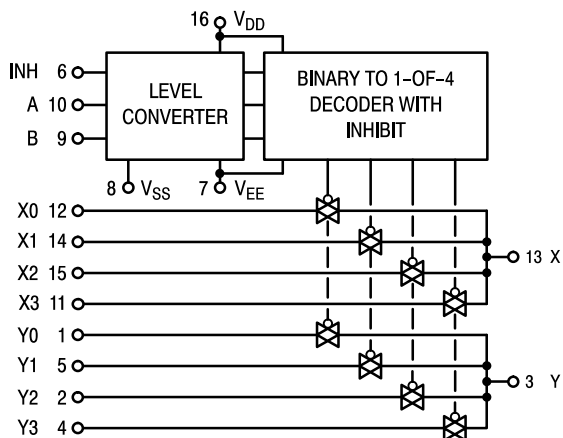 16 VDD
INH 6
A 10
B 9
LEVEL
CONVERTER
BINARY TO 1–OF–4
DECODER WITH
INHIBIT
8 VSS
7 VEE
X0 12
X1 14
X2 15
X3 11
13 X
Y0 1
Y1 5
Y2 2
Y3 4
3 Y